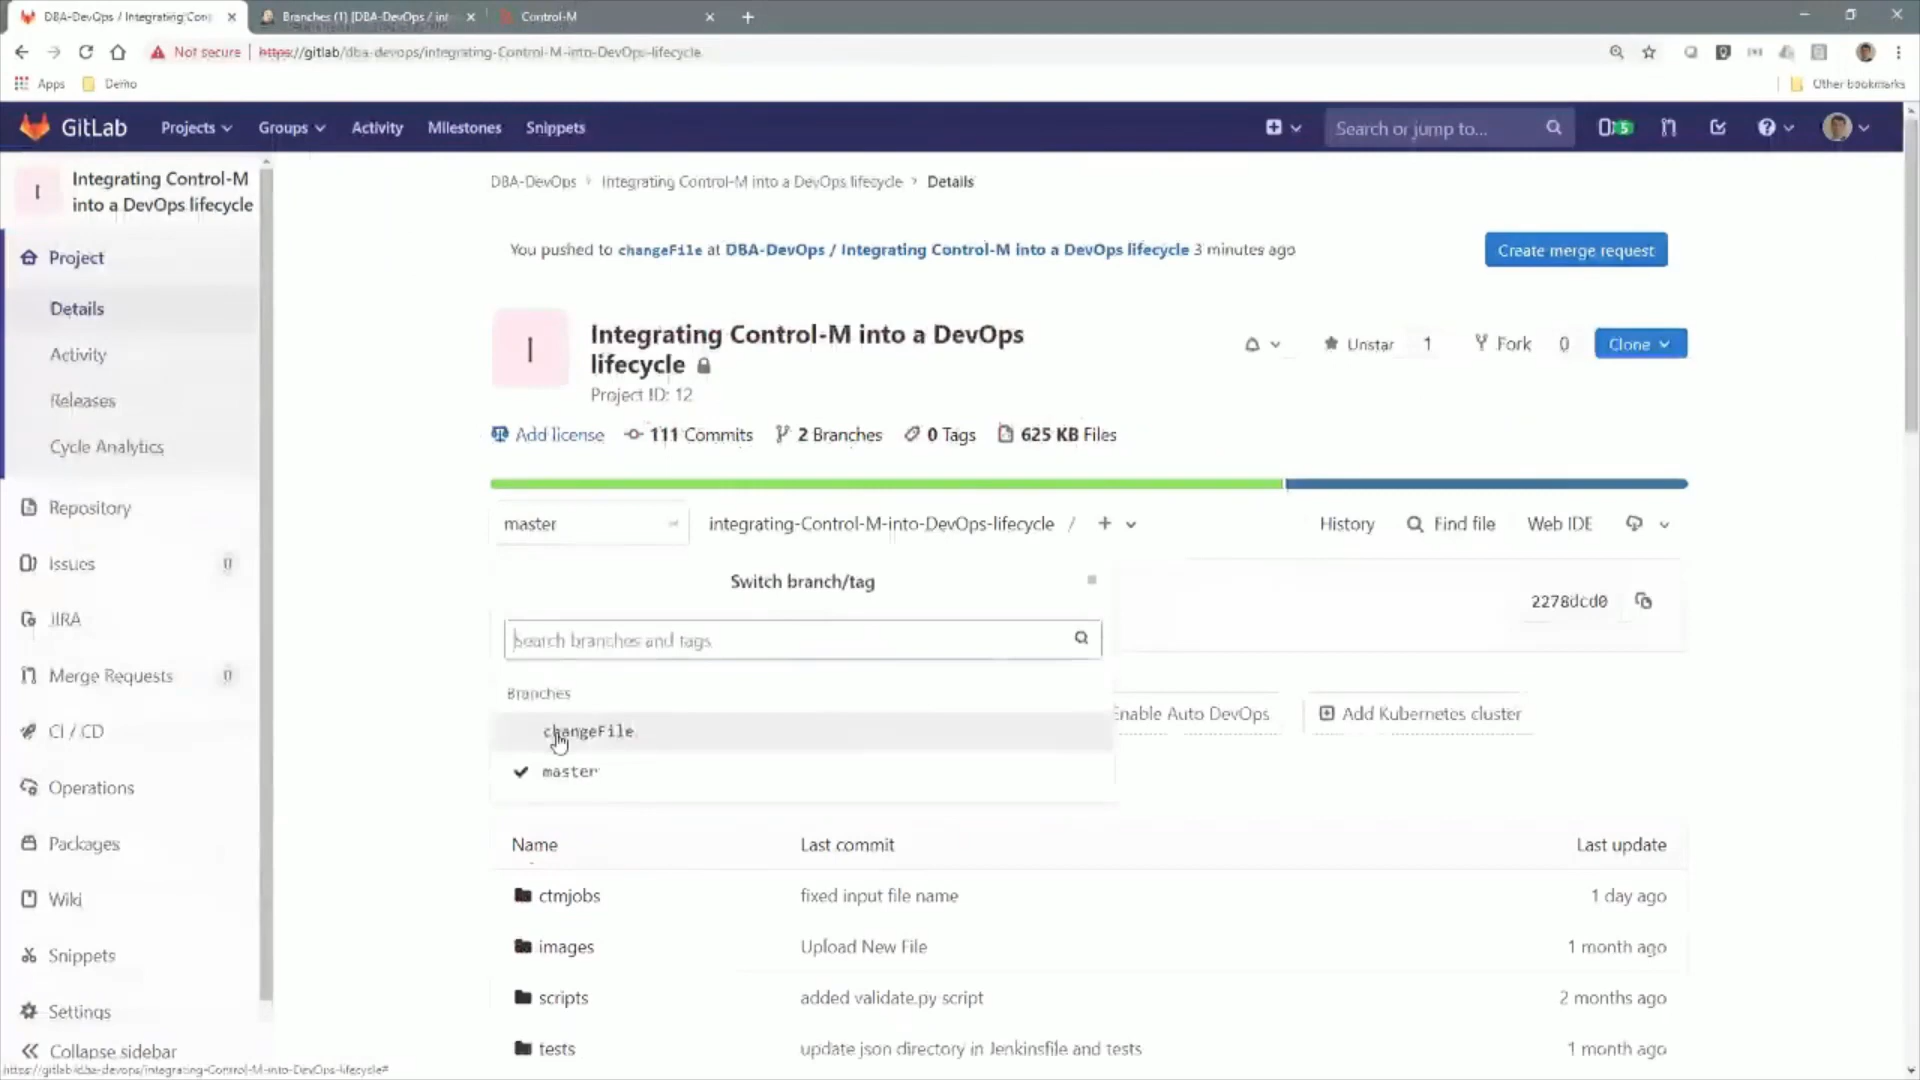 DBA-DevOps / Integrating Con
Branches (1) [DBA-DevOps / int
Control-M
Not secure
https://gitlab/dba-devops/integrating-Control-M-into-DevOps-lifecycle
Apps
Demo
Other bookmarks
GitLab
Projects
Groups
Activity
Milestones
Snippets
Search or jump to...
5
I
Integrating Control-M
into a DevOps lifecycle
Project
Details
Activity
Releases
Cycle Analytics
Repository
Issues 0
JIRA
Merge Requests 0
CI / CD
Operations
Packages
Wiki
Snippets
Settings
Collapse sidebar
DBA-DevOps › Integrating Control-M into a DevOps lifecycle › Details
You pushed to changeFile at DBA-DevOps / Integrating Control-M into a DevOps lifecycle 3 minutes ago
Create merge request
I
Integrating Control-M into a DevOps
lifecycle
Project ID: 12
Unstar 1
Fork 0
Clone
Add license 111 Commits 2 Branches 0 Tags 625 KB Files
master
integrating-Control-M-into-DevOps-lifecycle / +
History
Find file
Web IDE
Switch branch/tag
Search branches and tags
Branches
changeFile
master
2278dcd0
Enable Auto DevOps
Add Kubernetes cluster
Name Last commit Last update
ctmjobs fixed input file name 1 day ago
images Upload New File 1 month ago
scripts added validate.py script 2 months ago
tests update json directory in Jenkinsfile and tests 1 month ago
https://gitlab/dba-devops/integrating-Control-M-into-DevOps-lifecycle#